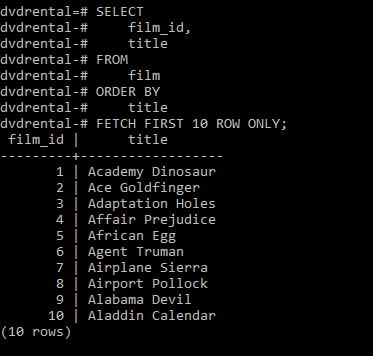 dvdrental=# SELECT
dvdrental-#     film_id,
dvdrental-#     title
dvdrental-# FROM
dvdrental-#     film
dvdrental-# ORDER BY
dvdrental-#     title
dvdrental-# FETCH FIRST 10 ROW ONLY;
 film_id |      title
---------+------------------
       1 | Academy Dinosaur
       2 | Ace Goldfinger
       3 | Adaptation Holes
       4 | Affair Prejudice
       5 | African Egg
       6 | Agent Truman
       7 | Airplane Sierra
       8 | Airport Pollock
       9 | Alabama Devil
      10 | Aladdin Calendar
(10 rows)